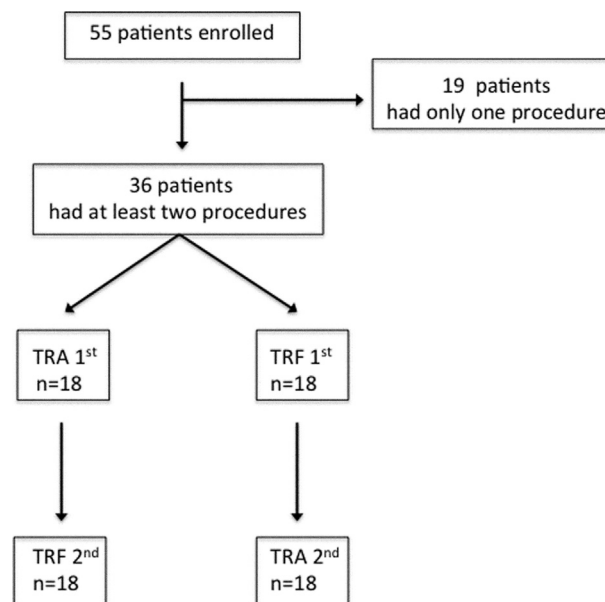 55 patients enrolled
19 patients
had only one procedure
36 patients
had at least two procedures
TRA 1st
n=18
TRF 1st
n=18
TRF 2nd
n=18
TRA 2nd
n=18